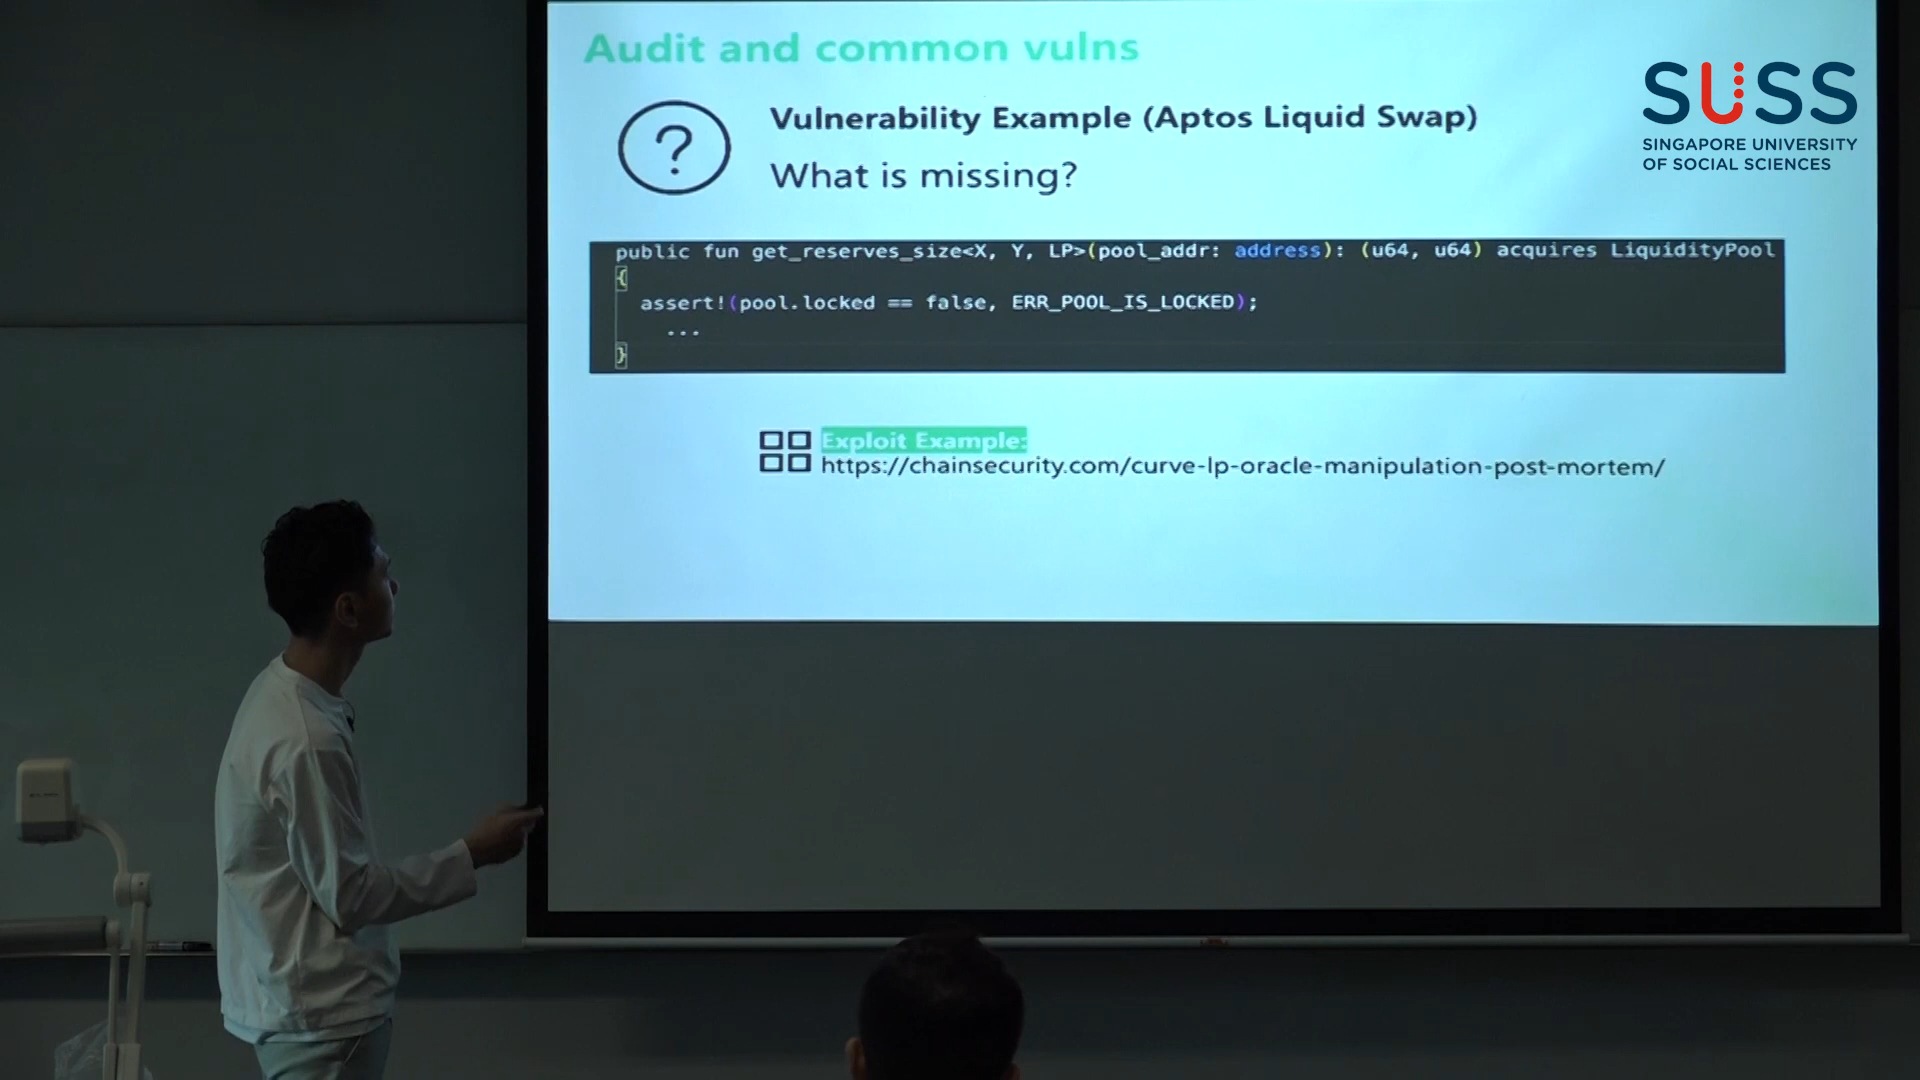 Audit and common vulns
SUSS
SINGAPORE UNIVERSITY
OF SOCIAL SCIENCES
?
Vulnerability Example (Aptos Liquid Swap)
What is missing?
public fun get_reserves_size<X, Y, LP>(pool_addr: address): (u64, u64) acquires LiquidityPool
{
assert!(pool.locked == false, ERR_POOL_IS_LOCKED);
...
}
Exploit Example:
https://chainsecurity.com/curve-lp-oracle-manipulation-post-mortem/